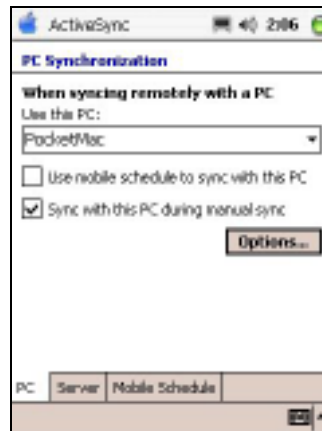 ActiveSync 2:06
PC Synchronization
When syncing remotely with a PC
Use this PC:
PocketMac
Use mobile schedule to sync with this PC
Sync with this PC during manual sync
Options...
PC Server Mobile Schedule